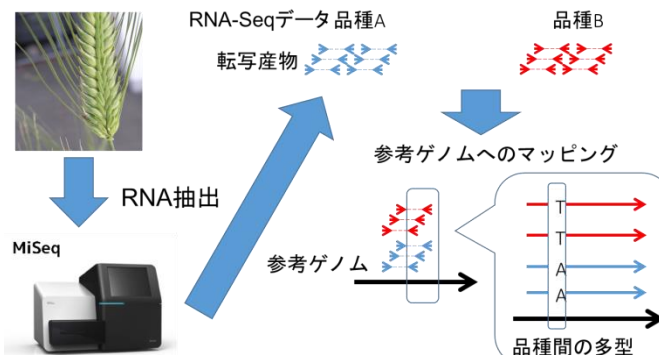 RNA-Seqデータ 品種A
品種B
転写産物
参考ゲノムへのマッピング
RNA抽出
MiSeq
参考ゲノム
T
T
A
A
品種間の多型